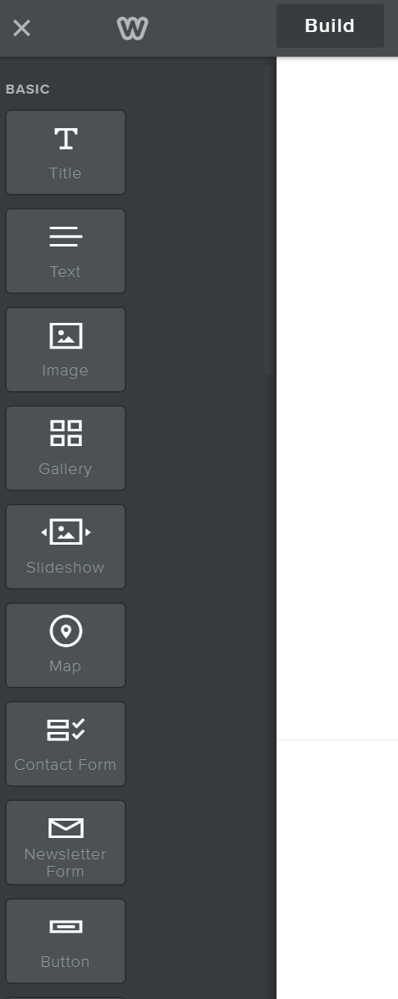 Build
BASIC
Title
Text
Image
Gallery
Slideshow
Map
Contact Form
Newsletter
Form
Button